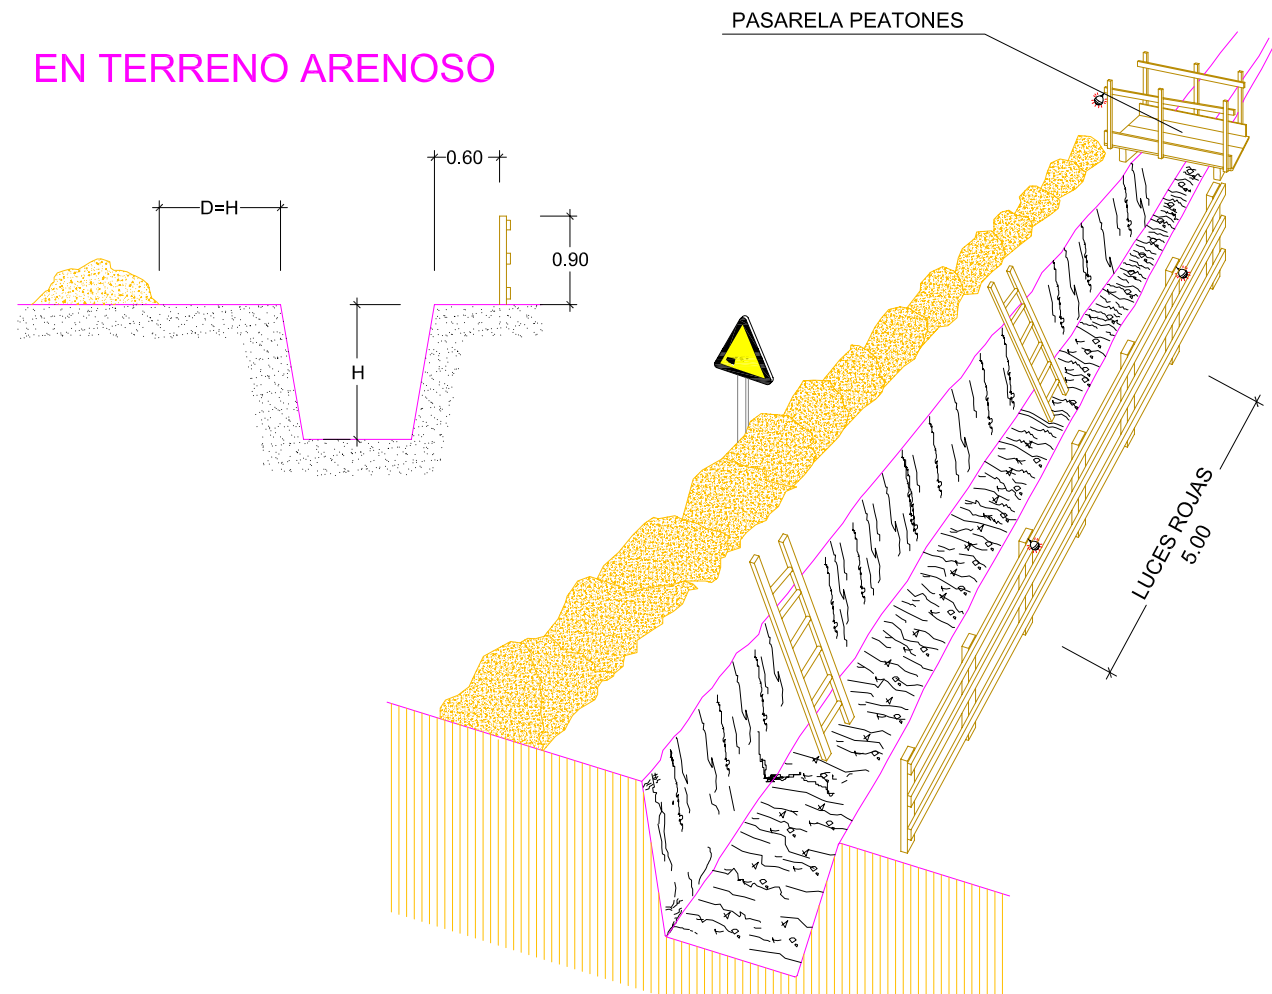 PASARELA PEATONES
EN TERRENO ARENOSO
0.60
D=H
0.90
H
LUCES ROJAS
5.00